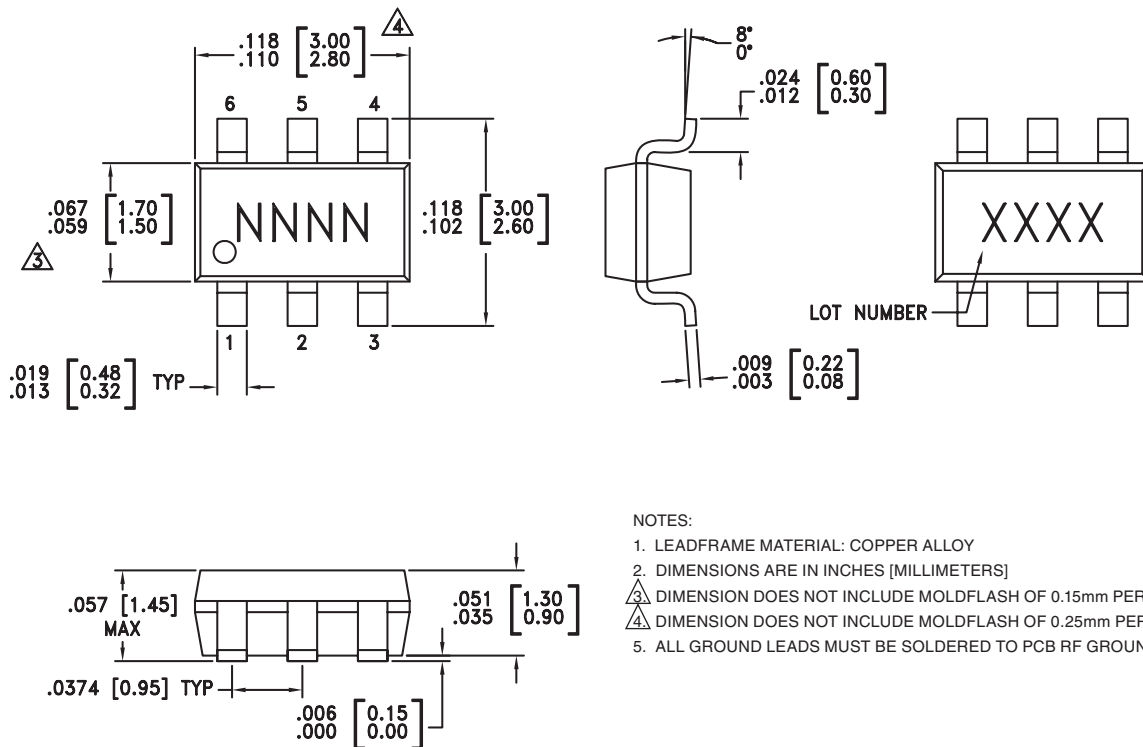 .118 [3.00]
.110 [2.80]
4
8°
0°
.024 [0.60]
.012 [0.30]
6 5 4
.067 [1.70]
.059 [1.50]
3
NNNN
.118 [3.00]
.102 [2.60]
XXXX
LOT NUMBER
1 2 3
.019 [0.48]
.013 [0.32]
TYP
.009 [0.22]
.003 [0.08]
.057 [1.45]
MAX
.051 [1.30]
.035 [0.90]
.0374 [0.95] TYP
.006 [0.15]
.000 [0.00]
NOTES:
1. LEADFRAME MATERIAL: COPPER ALLOY
2. DIMENSIONS ARE IN INCHES [MILLIMETERS]
3. DIMENSION DOES NOT INCLUDE MOLDFLASH OF 0.15mm PER
4. DIMENSION DOES NOT INCLUDE MOLDFLASH OF 0.25mm PER
5. ALL GROUND LEADS MUST BE SOLDERED TO PCB RF